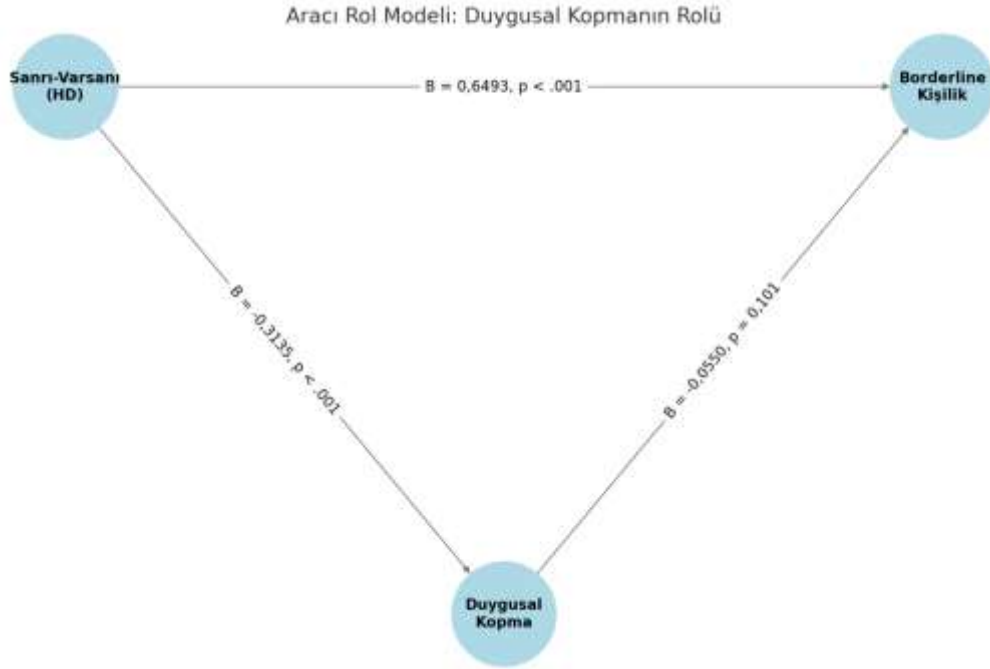 Aracı Rol Modeli: Duygusal Kopmanın Rolü
Sanrı-Varsanı
(HD)
B = 0,6493, p < .001
Borderline
Kişilik
B = -0,3135, p < .001
B = -0,0550, p = 0,101
Duygusal
Kopma